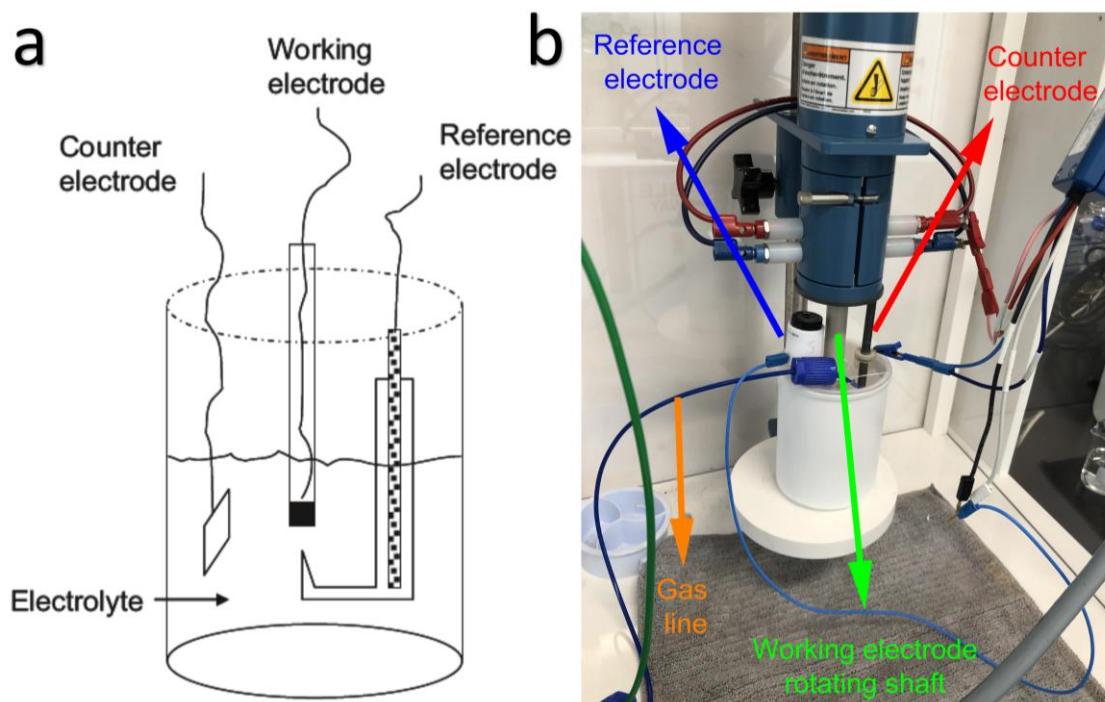 a
Working
electrode
Counter
electrode
Reference
electrode
Electrolyte
b
Reference
electrode
Counter
electrode
Gas
line
Working electrode
rotating shaft